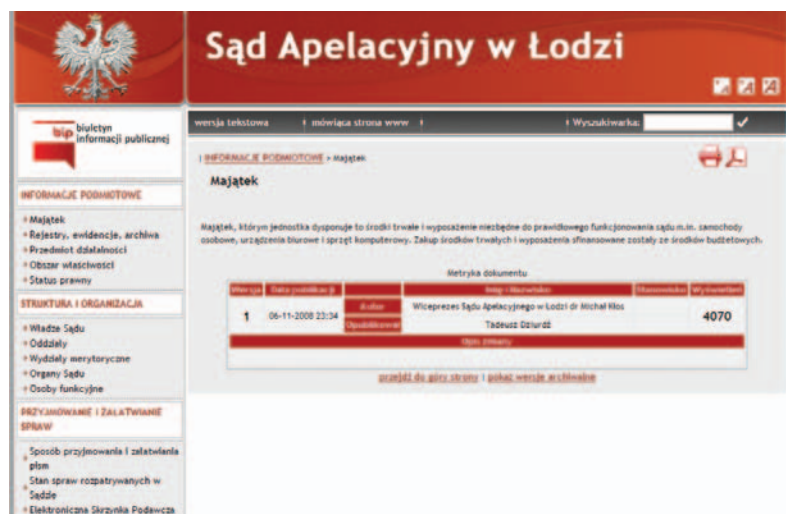 Sąd Apelacyjny w Łodzi
bip biuletyn
informacji publicznej
wersja tekstowa | mówiąca strona www | | Wyszukiwarka:
| INFORMACJE PODMIOTOWE > Majątek
Majątek
Majątek, którym jednostka dysponuje to środki trwałe i wyposażenie niezbędne do prawidłowego funkcjonowania sądu m.in. samochody
osobowe, urządzenia biurowe i sprzęt komputerowy. Zakup środków trwałych i wyposażenia sfinansowane zostały ze środków budżetowych.
Metryka dokumentu
Wersja Data publikacji Imię i Nazwisko Stanowisko Wyświetleń
1 06-11-2008 23:34 Autor Wiceprezes Sądu Apelacyjnego w Łodzi dr Michał Kłos 4070
Opublikował Tadeusz Dziurdź
Opis zmiany
przejdź do góry strony | pokaż wersje archiwalne
INFORMACJE PODMIOTOWE
Majątek
Rejestry, ewidencje, archiwa
Przedmiot działalności
Obszar właściwości
Status prawny
STRUKTURA I ORGANIZACJA
Władze Sądu
Oddziały
Wydziały merytoryczne
Organy Sądu
Osoby funkcyjne
PRZYJMOWANIE I ZAŁATWIANIE
SPRAW
Sposób przyjmowania i załatwiania
pism
Stan spraw rozpatrywanych w
Sądzie
Elektroniczna Skrzynka Podawcza